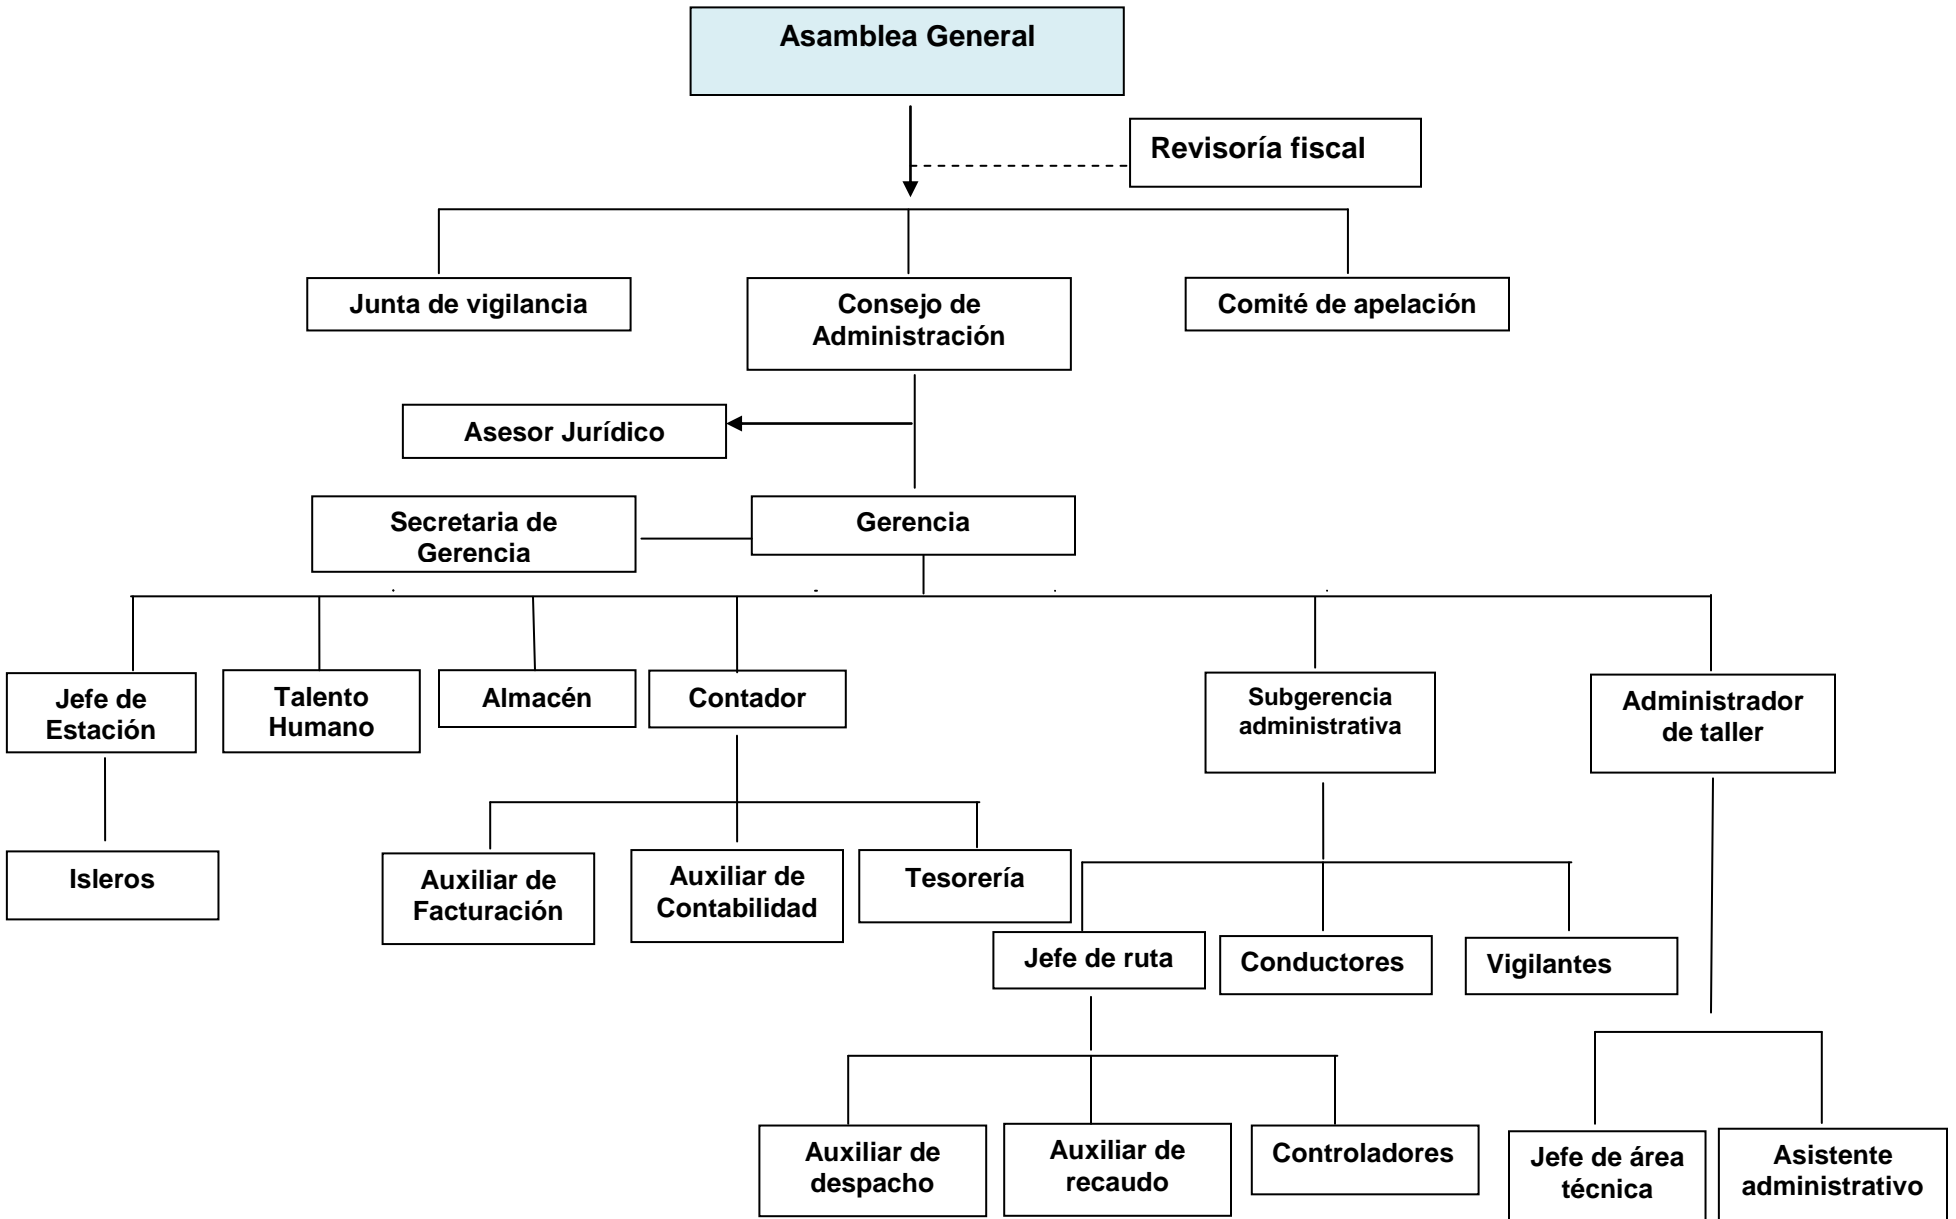 Asamblea General
Revisoría fiscal
Junta de vigilancia
Consejo de
Administración
Comité de apelación
Asesor Jurídico
Secretaria de
Gerencia
Gerencia
Jefe de
Estación
Talento
Humano
Almacén
Contador
Subgerencia
administrativa
Administrador
de taller
Isleros
Auxiliar de
Facturación
Auxiliar de
Contabilidad
Tesorería
Jefe de ruta
Conductores
Vigilantes
Auxiliar de
despacho
Auxiliar de
recaudo
Controladores
Jefe de área
técnica
Asistente
administrativo